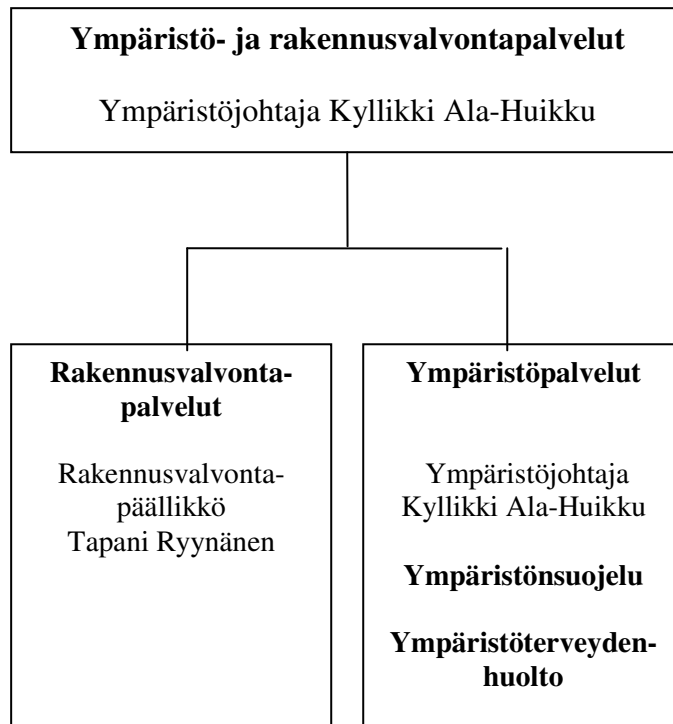 Ympäristö- ja rakennusvalvontapalvelut
Ympäristöjohtaja Kyllikki Ala-Huikku
Rakennusvalvonta-
palvelut
Rakennusvalvonta-
päällikkö
Tapani Ryynänen
Ympäristöpalvelut
Ympäristöjohtaja
Kyllikki Ala-Huikku
Ympäristönsuojelu
Ympäristöterveyden-
huolto